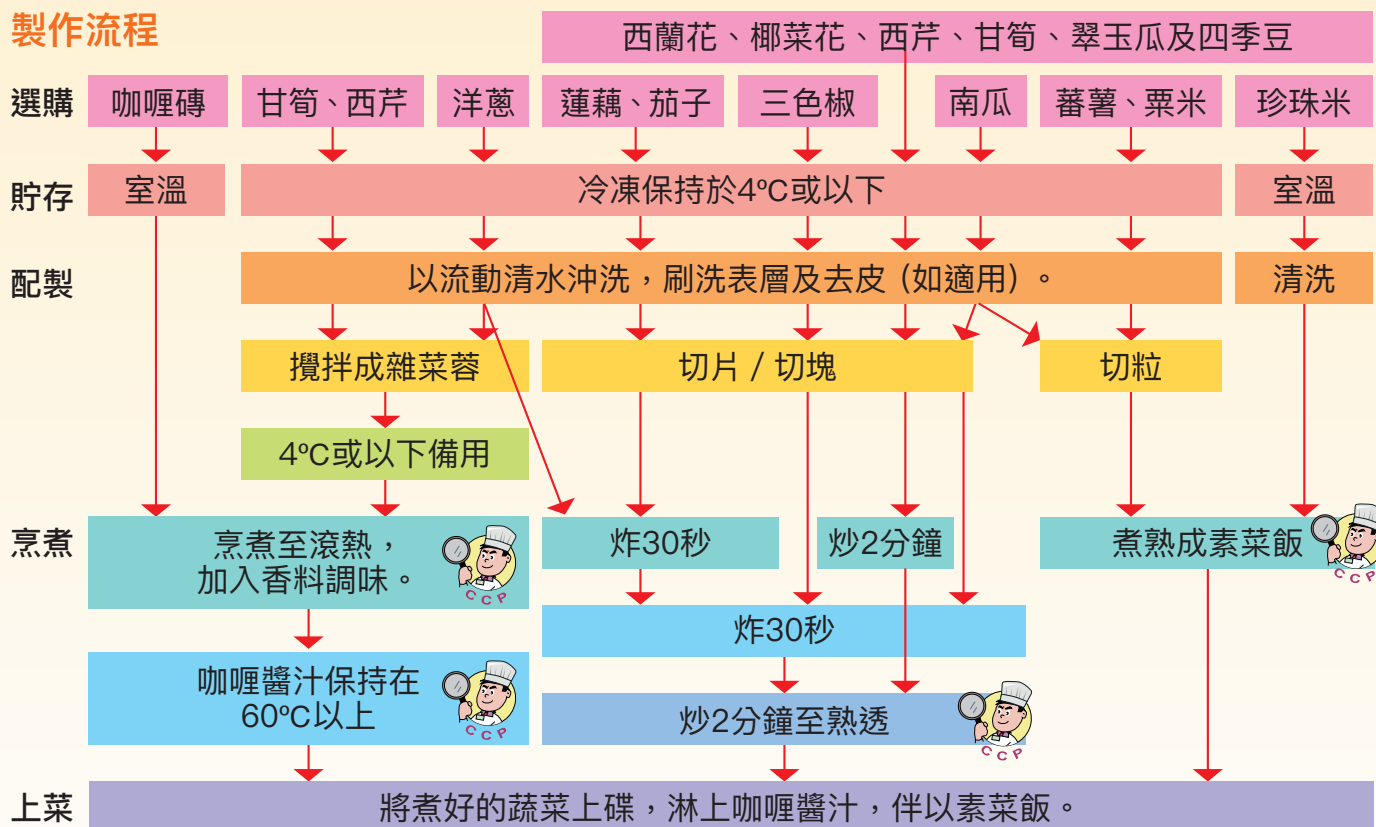 製作流程
西蘭花、椰菜花、西芹、甘筍、翠玉瓜及四季豆
選購
咖喱磚
甘筍、西芹
洋蔥
蓮藕、茄子
三色椒
南瓜
蕃薯、粟米
珍珠米
貯存
室溫
冷凍保持於4ºC或以下
室溫
配製
以流動清水沖洗，刷洗表層及去皮（如適用）。
清洗
攪拌成雜菜蓉
切片 / 切塊
切粒
4ºC或以下備用
烹煮
烹煮至滾熱，
加入香料調味。
CCP
炸30秒
炒2分鐘
煮熟成素菜飯
CCP
炸30秒
咖喱醬汁保持在
60ºC以上
CCP
炒2分鐘至熟透
CCP
上菜
將煮好的蔬菜上碟，淋上咖喱醬汁，伴以素菜飯。